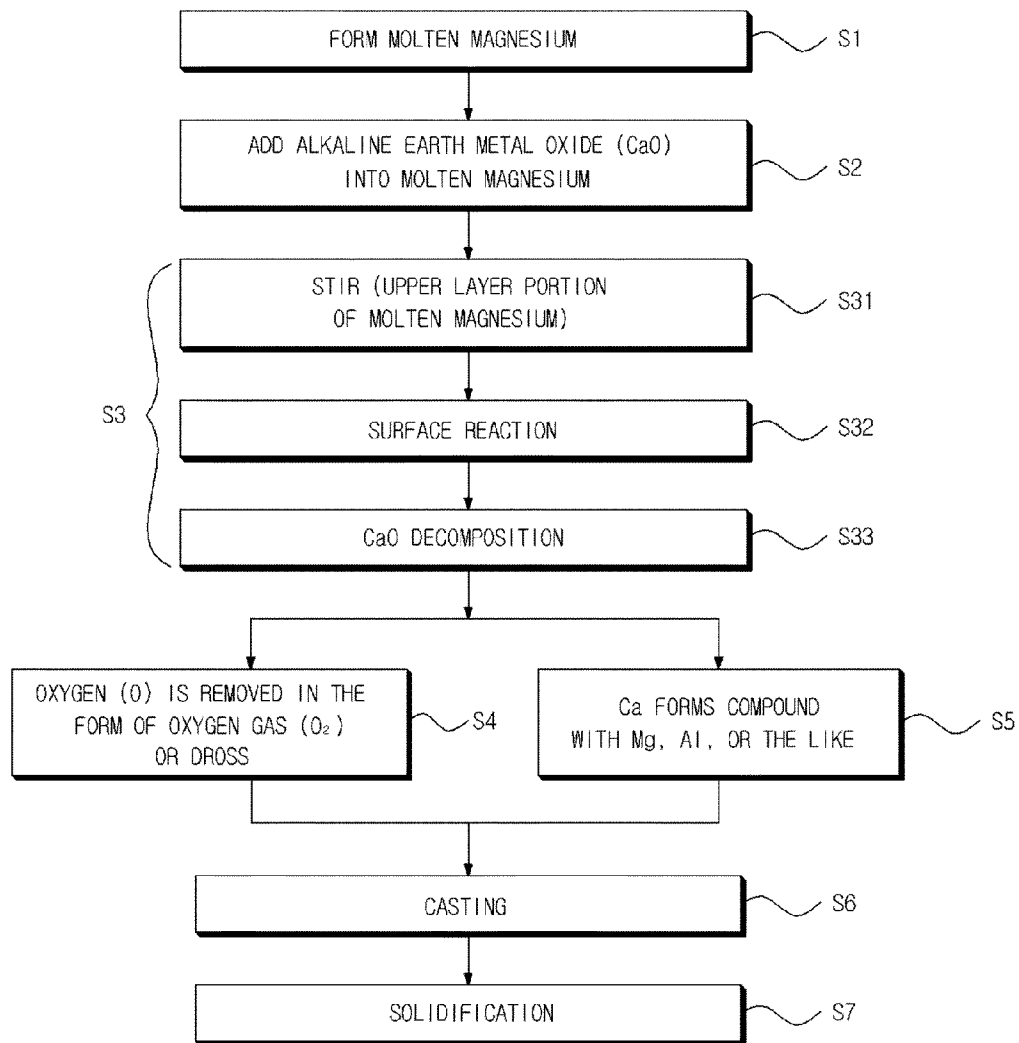 FORM MOLTEN MAGNESIUM
S1
ADD ALKALINE EARTH METAL OXIDE (CaO)
INTO MOLTEN MAGNESIUM
S2
STIR (UPPER LAYER PORTION
OF MOLTEN MAGNESIUM)
S31
S3
SURFACE REACTION
S32
CaO DECOMPOSITION
S33
OXYGEN (O) IS REMOVED IN THE
FORM OF OXYGEN GAS (O₂)
OR DROSS
S4
Ca FORMS COMPOUND
WITH Mg, Al, OR THE LIKE
S5
CASTING
S6
SOLIDIFICATION
S7